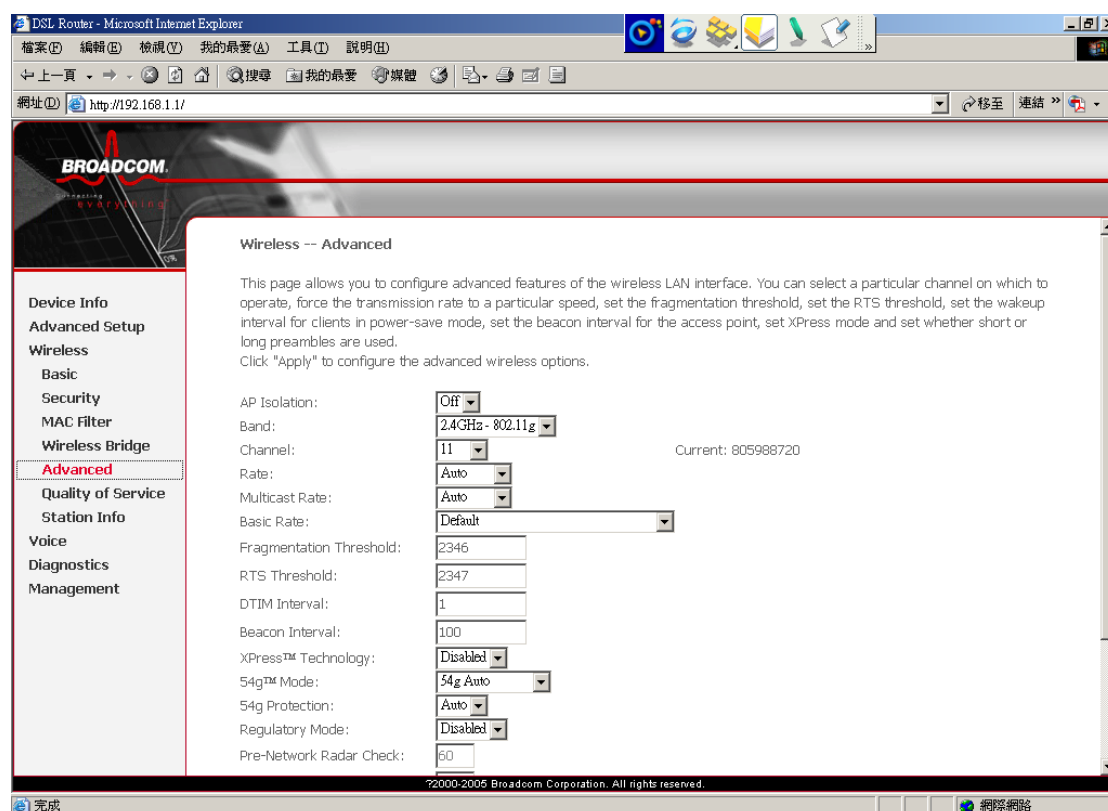 DSL Router - Microsoft Internet Explorer
檔案(F) 編輯(E) 檢視(V) 我的最愛(A) 工具(T) 說明(H)
上一頁 搜尋 我的最愛 媒體
網址(D) http://192.168.1.1/ 移至 連結
BROADCOM.
connecting
everything
Wireless -- Advanced
This page allows you to configure advanced features of the wireless LAN interface. You can select a particular channel on which to
operate, force the transmission rate to a particular speed, set the fragmentation threshold, set the RTS threshold, set the wakeup
interval for clients in power-save mode, set the beacon interval for the access point, set XPress mode and set whether short or
long preambles are used.
Click "Apply" to configure the advanced wireless options.
Device Info
Advanced Setup
Wireless
Basic
Security
MAC Filter
Wireless Bridge
Advanced
Quality of Service
Station Info
Voice
Diagnostics
Management
AP Isolation: Off
Band: 2.4GHz - 802.11g
Channel: 11 Current: 805988720
Rate: Auto
Multicast Rate: Auto
Basic Rate: Default
Fragmentation Threshold: 2346
RTS Threshold: 2347
DTIM Interval: 1
Beacon Interval: 100
XPress™ Technology: Disabled
54g™ Mode: 54g Auto
54g Protection: Auto
Regulatory Mode: Disabled
Pre-Network Radar Check: 60
?2000-2005 Broadcom Corporation. All rights reserved.
完成 網際網路